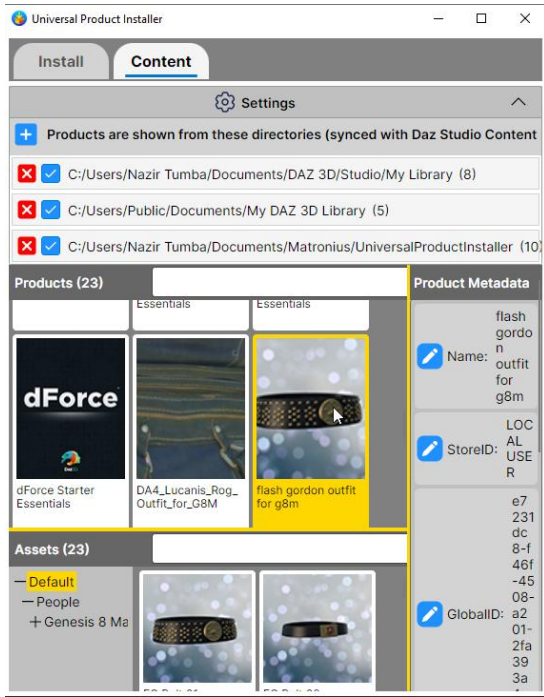 Universal Product Installer
Install
Content
Settings
Products are shown from these directories (synced with Daz Studio Content
C:/Users/Nazir Tumba/Documents/DAZ 3D/Studio/My Library (8)
C:/Users/Public/Documents/My DAZ 3D Library (5)
C:/Users/Nazir Tumba/Documents/Matronius/UniversalProductInstaller (10)
Products (23)
Essentials
Essentials
dForce
dForce Starter
Essentials
DA4_Lucanis_Rog_
Outfit_for_G8M
flash gordon outfit
for g8m
Assets (23)
Default
People
Genesis 8 Ma
Product Metadata
Name:
flash
gordo
n
outfit
for
g8m
StoreID:
LOC
AL
USE
R
GlobalID:
e7
231
dc
8-f
46f
-45
08-
a2
01-
2fa
39
3a